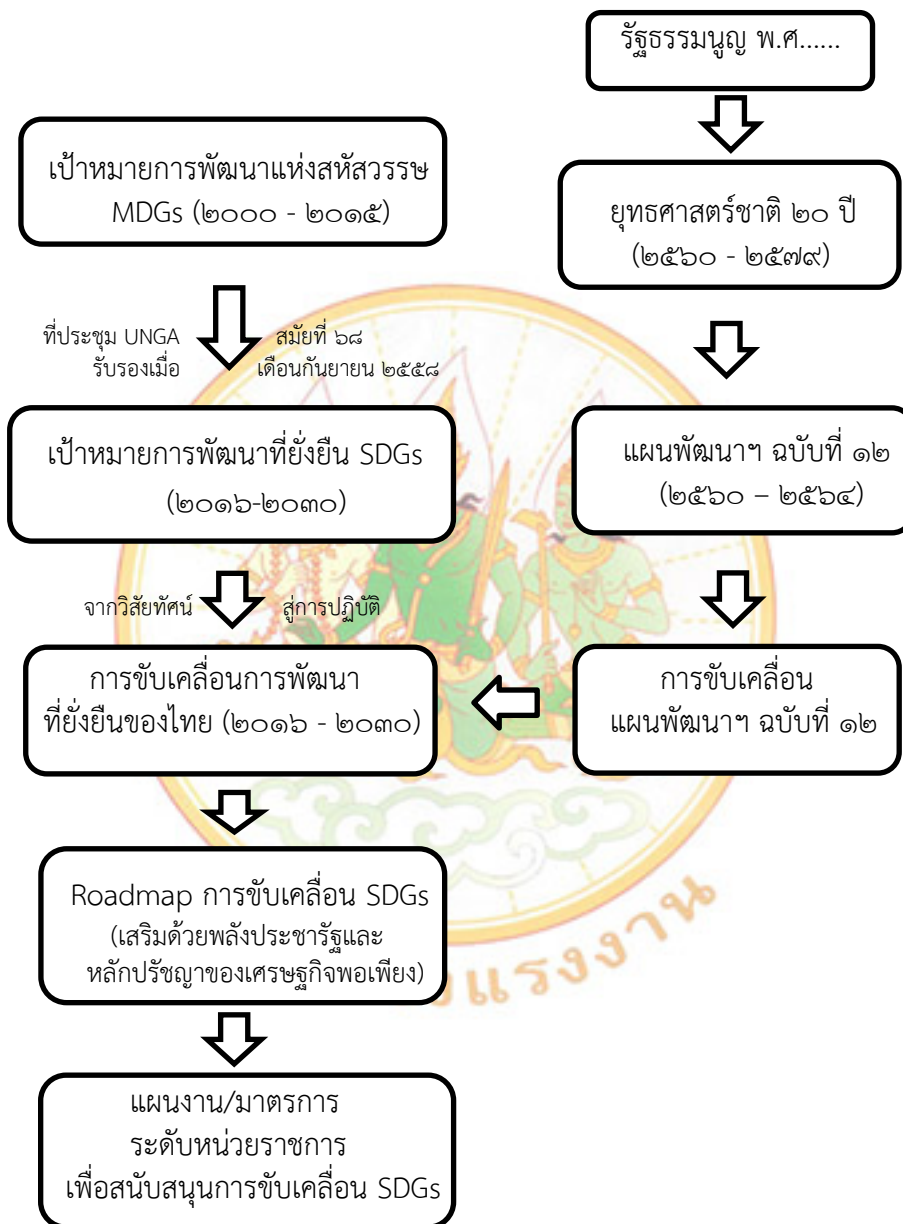 รัฐธรรมนูญ พ.ศ......
เป้าหมายการพัฒนาแห่งสหัสวรรษ
MDGs (๒๐๐๐ - ๒๐๑๕)
ยุทธศาสตร์ชาติ ๒๐ ปี
(๒๕๖๐ - ๒๕๗๙)
ที่ประชุม UNGA สมัยที่ ๖๘
รับรองเมื่อ เดือนกันยายน ๒๕๕๘
เป้าหมายการพัฒนาที่ยั่งยืน SDGs
(๒๐๑๖-๒๐๓๐)
แผนพัฒนาฯ ฉบับที่ ๑๒
(๒๕๖๐ – ๒๕๖๔)
จากวิสัยทัศน์ สู่การปฏิบัติ
การขับเคลื่อนการพัฒนา
ที่ยั่งยืนของไทย (๒๐๑๖ - ๒๐๓๐)
การขับเคลื่อน
แผนพัฒนาฯ ฉบับที่ ๑๒
Roadmap การขับเคลื่อน SDGs
(เสริมด้วยพลังประชารัฐและ
หลักปรัชญาของเศรษฐกิจพอเพียง)
แรงงาน
แผนงาน/มาตรการ
ระดับหน่วยราชการ
เพื่อสนับสนุนการขับเคลื่อน SDGs